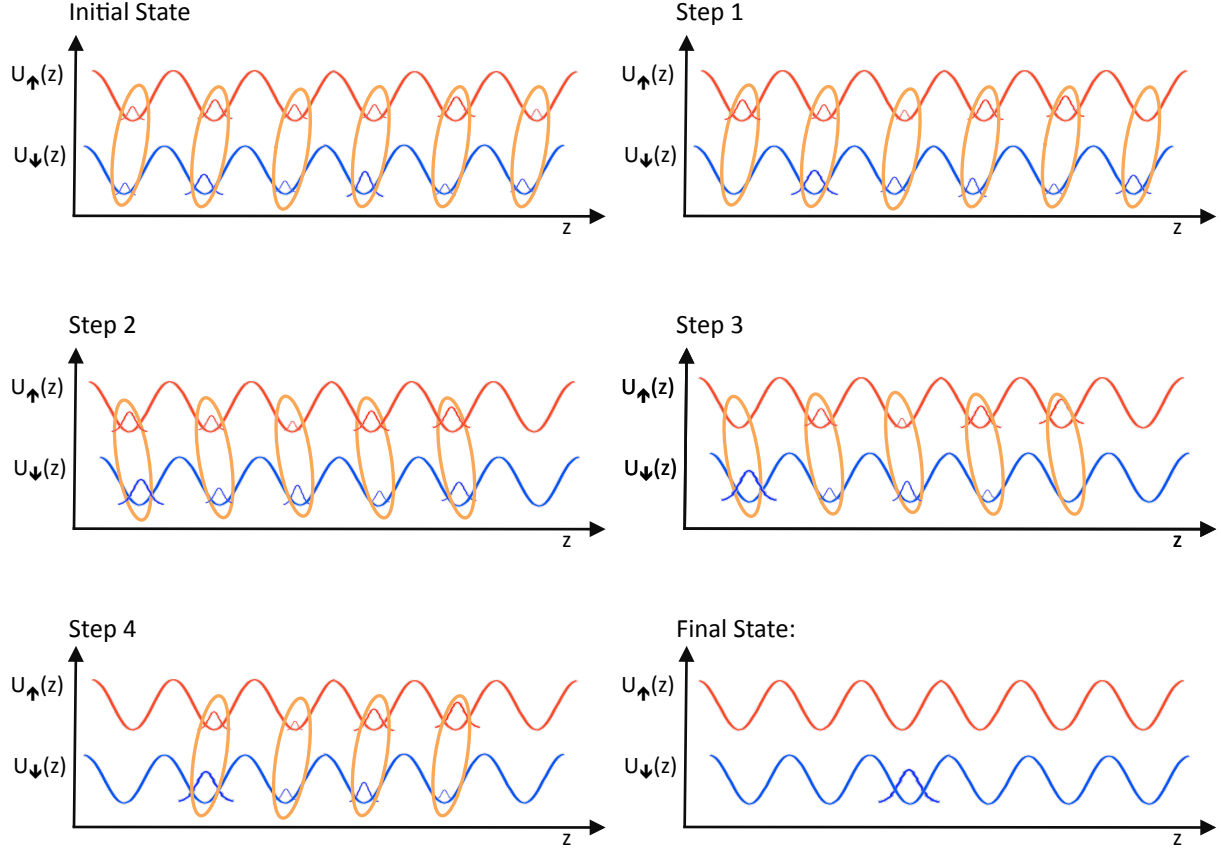 Initial State
U↑(z)
U↓(z)
z
Step 1
U↑(z)
U↓(z)
z
Step 2
U↑(z)
U↓(z)
z
Step 3
U↑(z)
U↓(z)
z
Step 4
U↑(z)
U↓(z)
z
Final State:
U↑(z)
U↓(z)
z